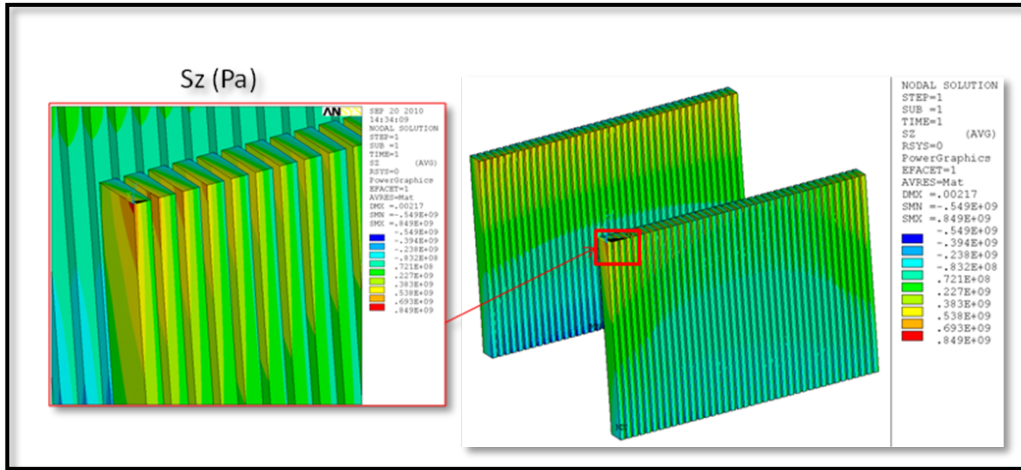 Sz (Pa)
AN
SEP 20 2010
14:34:09
NODAL SOLUTION
STEP=1
SUB =1
TIME=1
SZ (AVG)
RSYS=0
PowerGraphics
EFACET=1
AVRES=Mat
DMX =.00217
SMN =-.549E+09
SMX =.849E+09
-.549E+09
-.394E+09
-.238E+09
-.832E+08
.721E+08
.227E+09
.383E+09
.538E+09
.693E+09
.849E+09
NODAL SOLUTION
STEP=1
SUB =1
TIME=1
SZ (AVG)
RSYS=0
PowerGraphics
EFACET=1
AVRES=Mat
DMX =.00217
SMN =-.549E+09
SMX =.849E+09
-.549E+09
-.394E+09
-.238E+09
-.832E+08
.721E+08
.227E+09
.383E+09
.538E+09
.693E+09
.849E+09